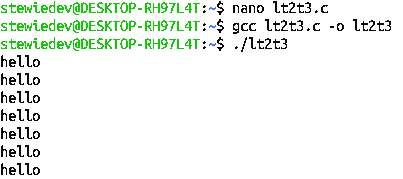 stewiedev@DESKTOP-RH97L4T:~$ nano lt2t3.c
stewiedev@DESKTOP-RH97L4T:~$ gcc lt2t3.c -o lt2t3
stewiedev@DESKTOP-RH97L4T:~$ ./lt2t3
hello
hello
hello
hello
hello
hello
hello